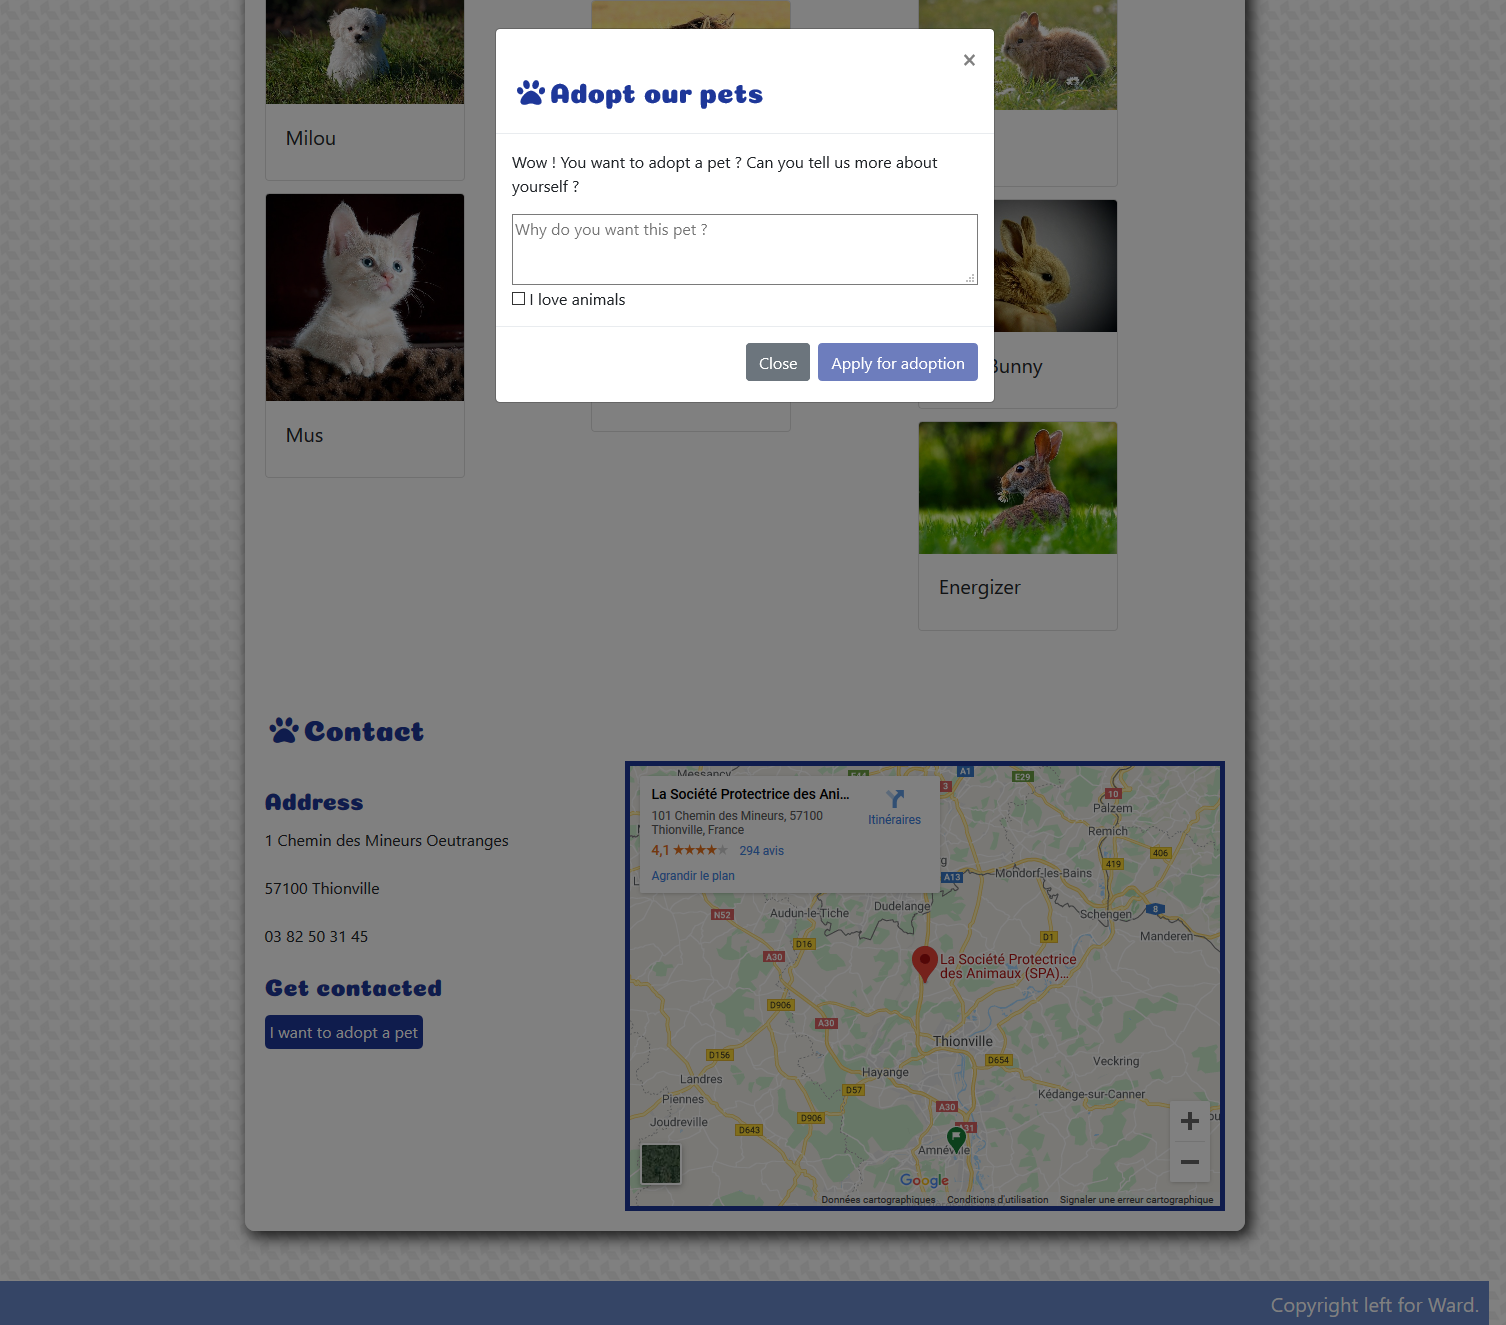 ×
Adopt our pets
Wow ! You want to adopt a pet ? Can you tell us more about
yourself ?
Why do you want this pet ?
I love animals
Close
Apply for adoption
Milou
Mus
Bunny
Energizer
Contact
Address
1 Chemin des Mineurs Oeutranges
57100 Thionville
03 82 50 31 45
Get contacted
I want to adopt a pet
La Société Protectrice des Ani...
101 Chemin des Mineurs, 57100
Thionville, France
4,1 ★★★★★ 294 avis
Agrandir le plan
Itinéraires
Messancy
A1
E29
3
10
Palzem
Remich
406
419
A13
Mondorf-les-Bains
N52
Audun-le-Tiche
Dudelange
Schengen
8
Manderen
D16
D1
A30
La Société Protectrice
des Animaux (SPA)...
D906
A30
Thionville
D156
D654
Veckring
Hayange
Landres
D57
Kédange-sur-Canner
Piennes
A30
D906
Joudreville
D643
A31
Amnéville
Google
Données cartographiques
Conditions d'utilisation
Signaler une erreur cartographique
Copyright left for Ward.